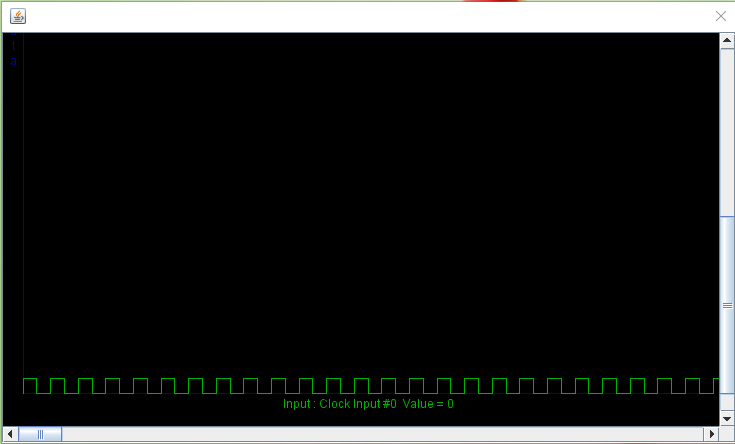 Input : Clock Input #0 Value = 0